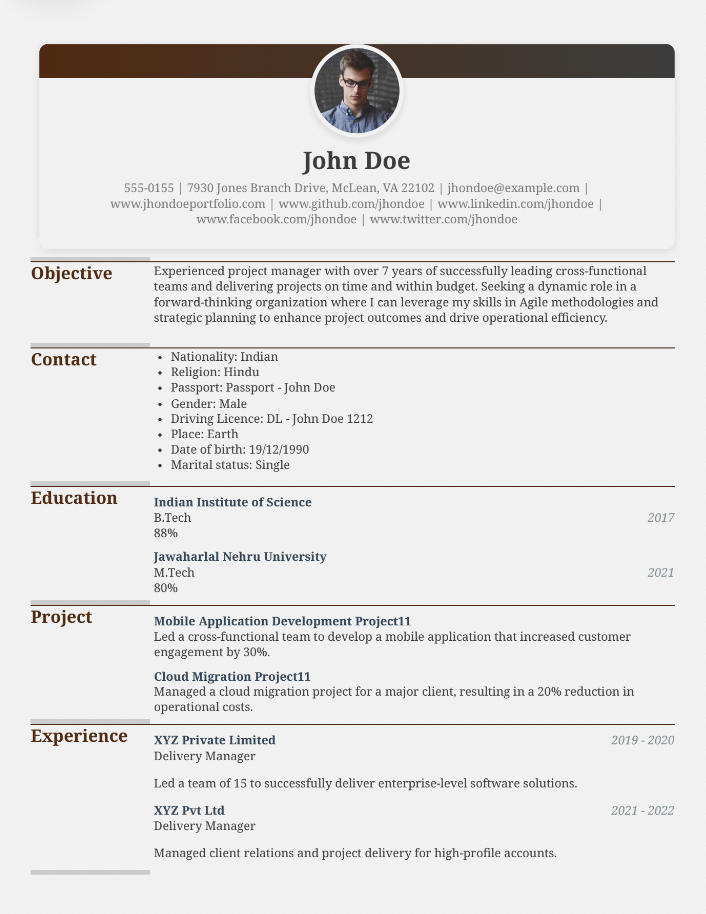 John Doe
555-0155 | 7930 Jones Branch Drive, McLean, VA 22102 | jhondoe@example.com |
www.jhondoeportfolio.com | www.github.com/jhondoe | www.linkedin.com/jhondoe |
www.facebook.com/jhondoe | www.twitter.com/jhondoe
Objective
Experienced project manager with over 7 years of successfully leading cross-functional
teams and delivering projects on time and within budget. Seeking a dynamic role in a
forward-thinking organization where I can leverage my skills in Agile methodologies and
strategic planning to enhance project outcomes and drive operational efficiency.
Contact
• Nationality: Indian
• Religion: Hindu
• Passport: Passport - John Doe
• Gender: Male
• Driving Licence: DL - John Doe 1212
• Place: Earth
• Date of birth: 19/12/1990
• Marital status: Single
Education
Indian Institute of Science
B.Tech 2017
88%
Jawaharlal Nehru University
M.Tech 2021
80%
Project
Mobile Application Development Project11
Led a cross-functional team to develop a mobile application that increased customer
engagement by 30%.
Cloud Migration Project11
Managed a cloud migration project for a major client, resulting in a 20% reduction in
operational costs.
Experience
XYZ Private Limited 2019 - 2020
Delivery Manager
Led a team of 15 to successfully deliver enterprise-level software solutions.
XYZ Pvt Ltd 2021 - 2022
Delivery Manager
Managed client relations and project delivery for high-profile accounts.